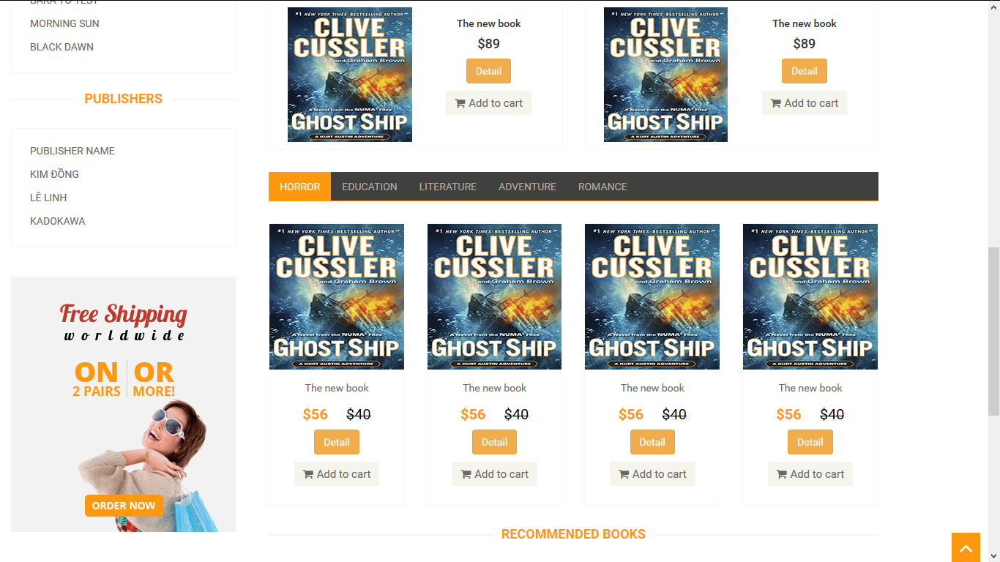 BARA TO TEST
MORNING SUN
BLACK DAWN
PUBLISHERS
PUBLISHER NAME
KIM ĐỒNG
LÊ LINH
KADOKAWA
Free Shipping
worldwide
ON OR
2 PAIRS MORE!
ORDER NOW
#1 NEW YORK TIMES-BESTSELLING AUTHOR
CLIVE
CUSSLER
and Graham Brown
A Novel from the NUMA® Files
GHOST SHIP
A KURT AUSTIN ADVENTURE
The new book
$89
Detail
Add to cart
#1 NEW YORK TIMES-BESTSELLING AUTHOR
CLIVE
CUSSLER
and Graham Brown
A Novel from the NUMA® Files
GHOST SHIP
A KURT AUSTIN ADVENTURE
The new book
$89
Detail
Add to cart
HORROR EDUCATION LITERATURE ADVENTURE ROMANCE
#1 NEW YORK TIMES-BESTSELLING AUTHOR
CLIVE
CUSSLER
and Graham Brown
A Novel from the NUMA® Files
GHOST SHIP
A KURT AUSTIN ADVENTURE
The new book
$56 $40
Detail
Add to cart
#1 NEW YORK TIMES-BESTSELLING AUTHOR
CLIVE
CUSSLER
and Graham Brown
A Novel from the NUMA® Files
GHOST SHIP
A KURT AUSTIN ADVENTURE
The new book
$56 $40
Detail
Add to cart
#1 NEW YORK TIMES-BESTSELLING AUTHOR
CLIVE
CUSSLER
and Graham Brown
A Novel from the NUMA® Files
GHOST SHIP
A KURT AUSTIN ADVENTURE
The new book
$56 $40
Detail
Add to cart
#1 NEW YORK TIMES-BESTSELLING AUTHOR
CLIVE
CUSSLER
and Graham Brown
A Novel from the NUMA® Files
GHOST SHIP
A KURT AUSTIN ADVENTURE
The new book
$56 $40
Detail
Add to cart
RECOMMENDED BOOKS